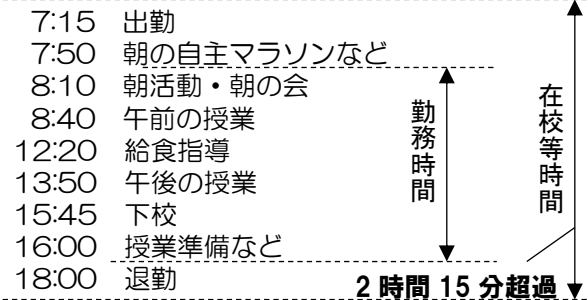 7:15 出勤
7:50 朝の自主マラソンなど
8:10 朝活動・朝の会
8:40 午前の授業
12:20 給食指導
13:50 午後の授業
15:45 下校
16:00 授業準備など
18:00 退勤
勤務時間
在校等時間
2 時間 15 分超過